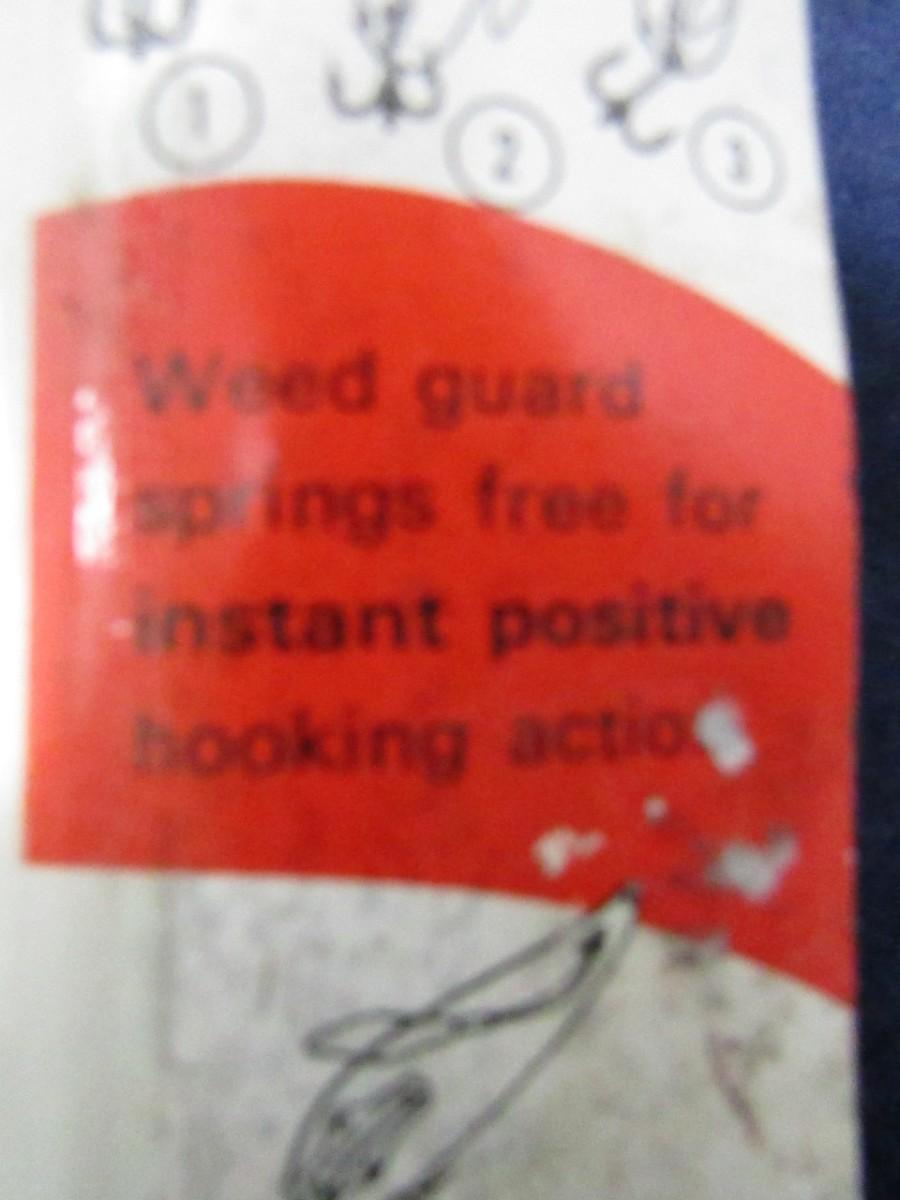 1 2 3
Weed guard
springs free for
instant positive
hooking actio